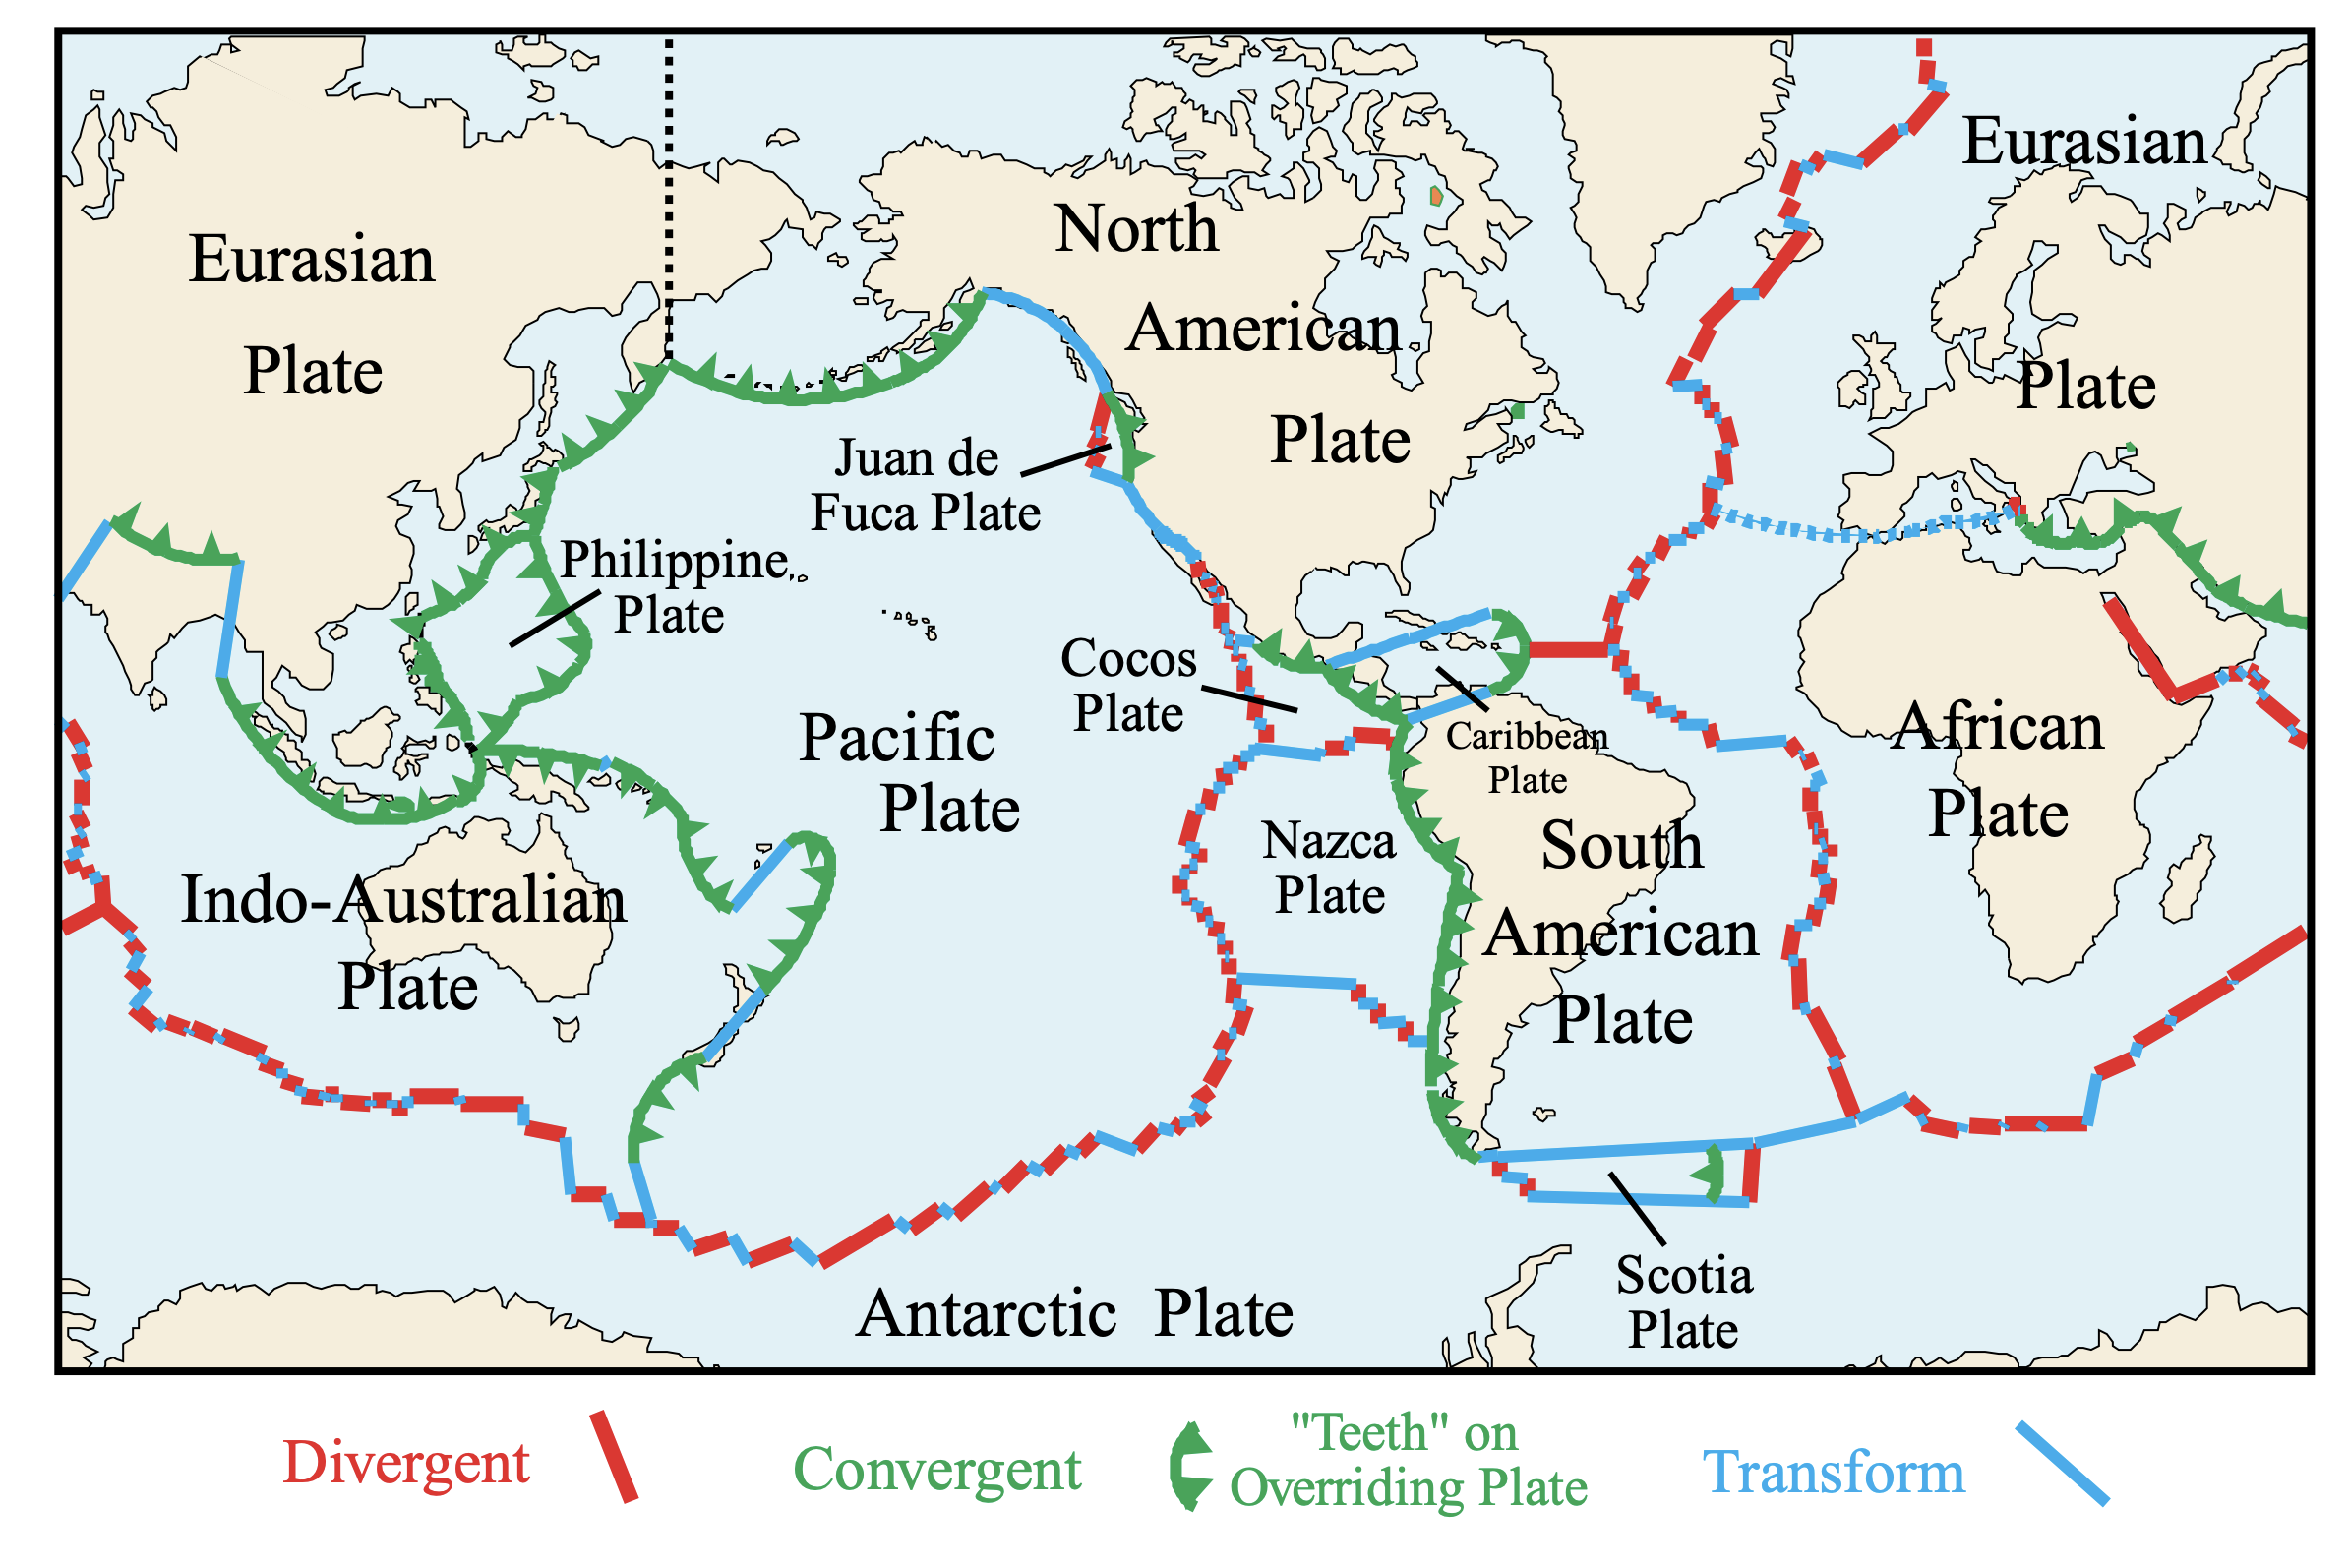 Eurasian
Plate
North
American
Plate
Eurasian
Plate
Juan de
Fuca Plate
Philippine
Plate
Cocos
Plate
Caribbean
Plate
Pacific
Plate
African
Plate
Nazca
Plate
South
American
Plate
Indo-Australian
Plate
Scotia
Plate
Antarctic Plate
Divergent
Convergent
"Teeth" on
Overriding Plate
Transform